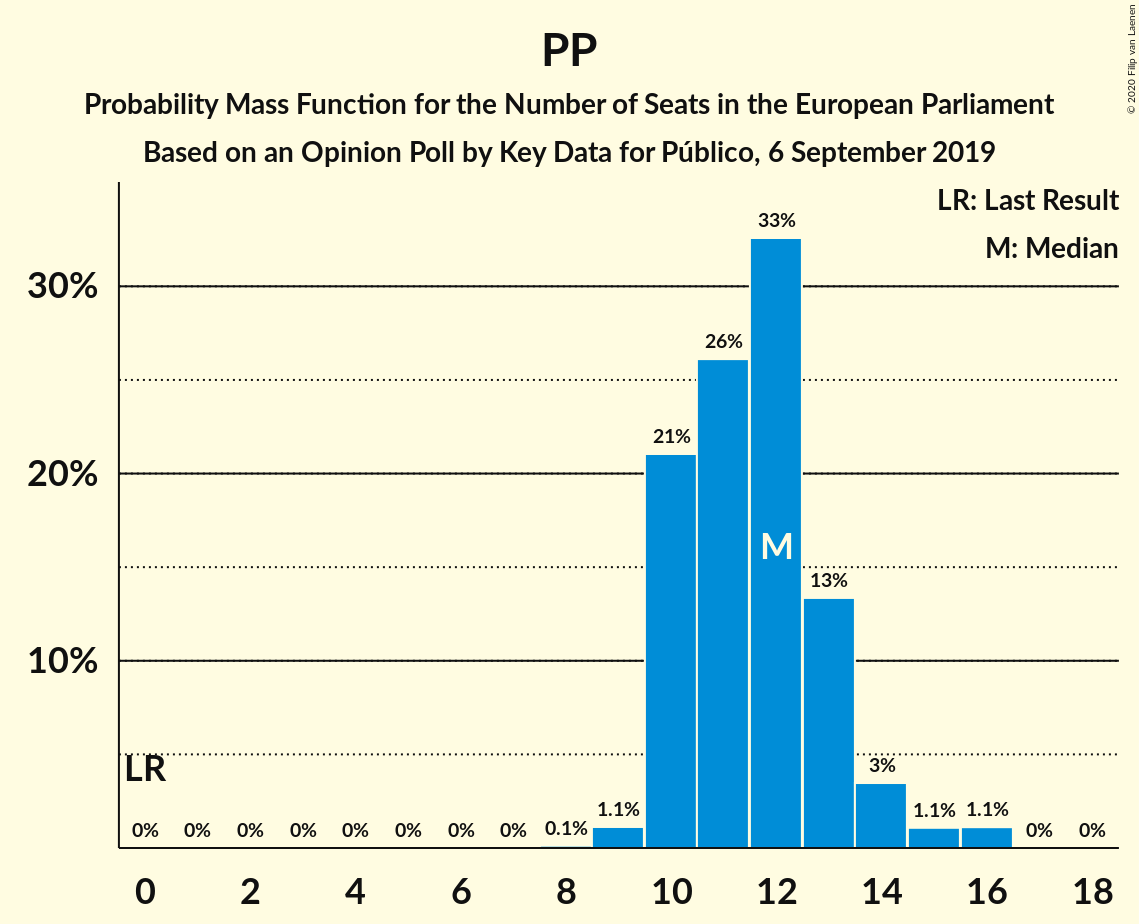 PP
Probability Mass Function for the Number of Seats in the European Parliament
Based on an Opinion Poll by Key Data for Público, 6 September 2019
© 2020 Filip van Laenen
LR: Last Result
M: Median
30%
20%
10%
33%
26%
21%
M
13%
LR
3%
0% 0% 0% 0% 0% 0% 0% 0% 0.1% 1.1% 1.1% 1.1% 0% 0%
0 2 4 6 8 10 12 14 16 18